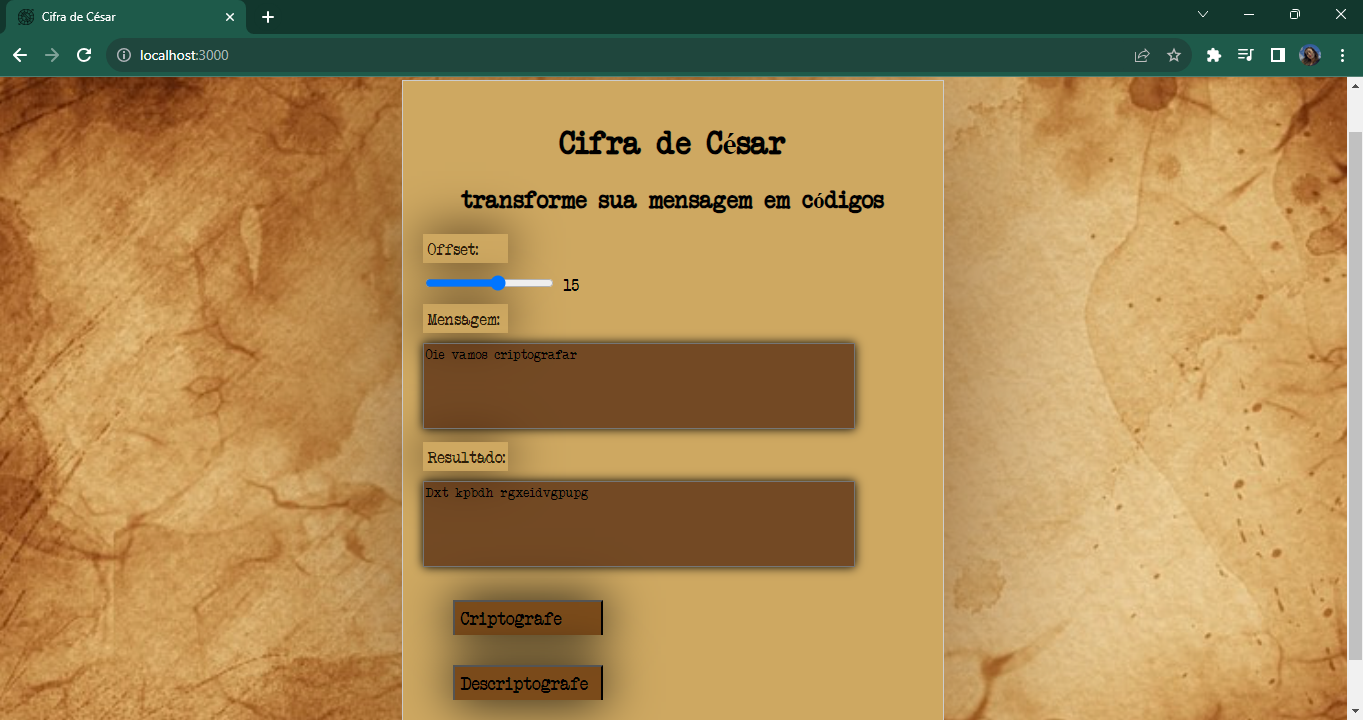 Cifra de César
localhost:3000
Cifra de César
transforme sua mensagem em códigos
Offset:
15
Mensagem:
Oie vamos criptografar
Resultado:
Dxt kpbdh rgxeidvgpupg
Criptografe
Descriptografe